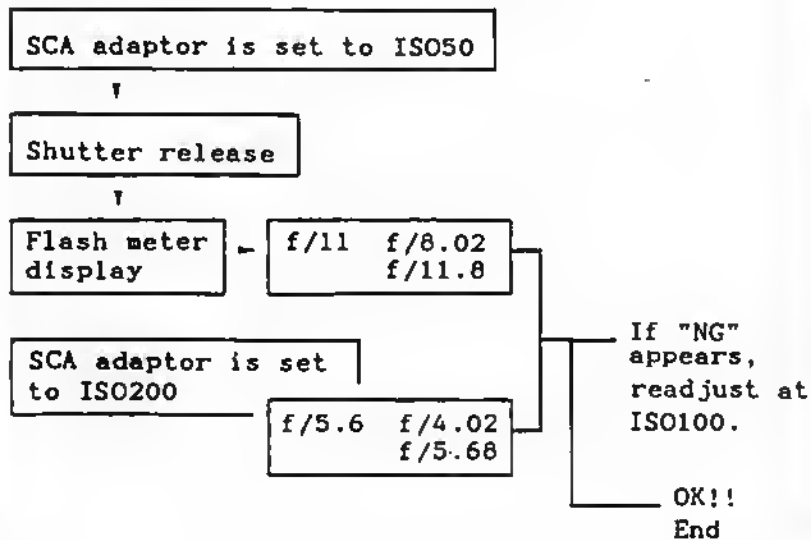 SCA adaptor is set to ISO50
Shutter release
Flash meter
display
f/11 f/8.02
f/11.8
SCA adaptor is set
to ISO200
f/5.6 f/4.02
f/5.68
If "NG"
appears,
readjust at
ISO100.
OK!!
End